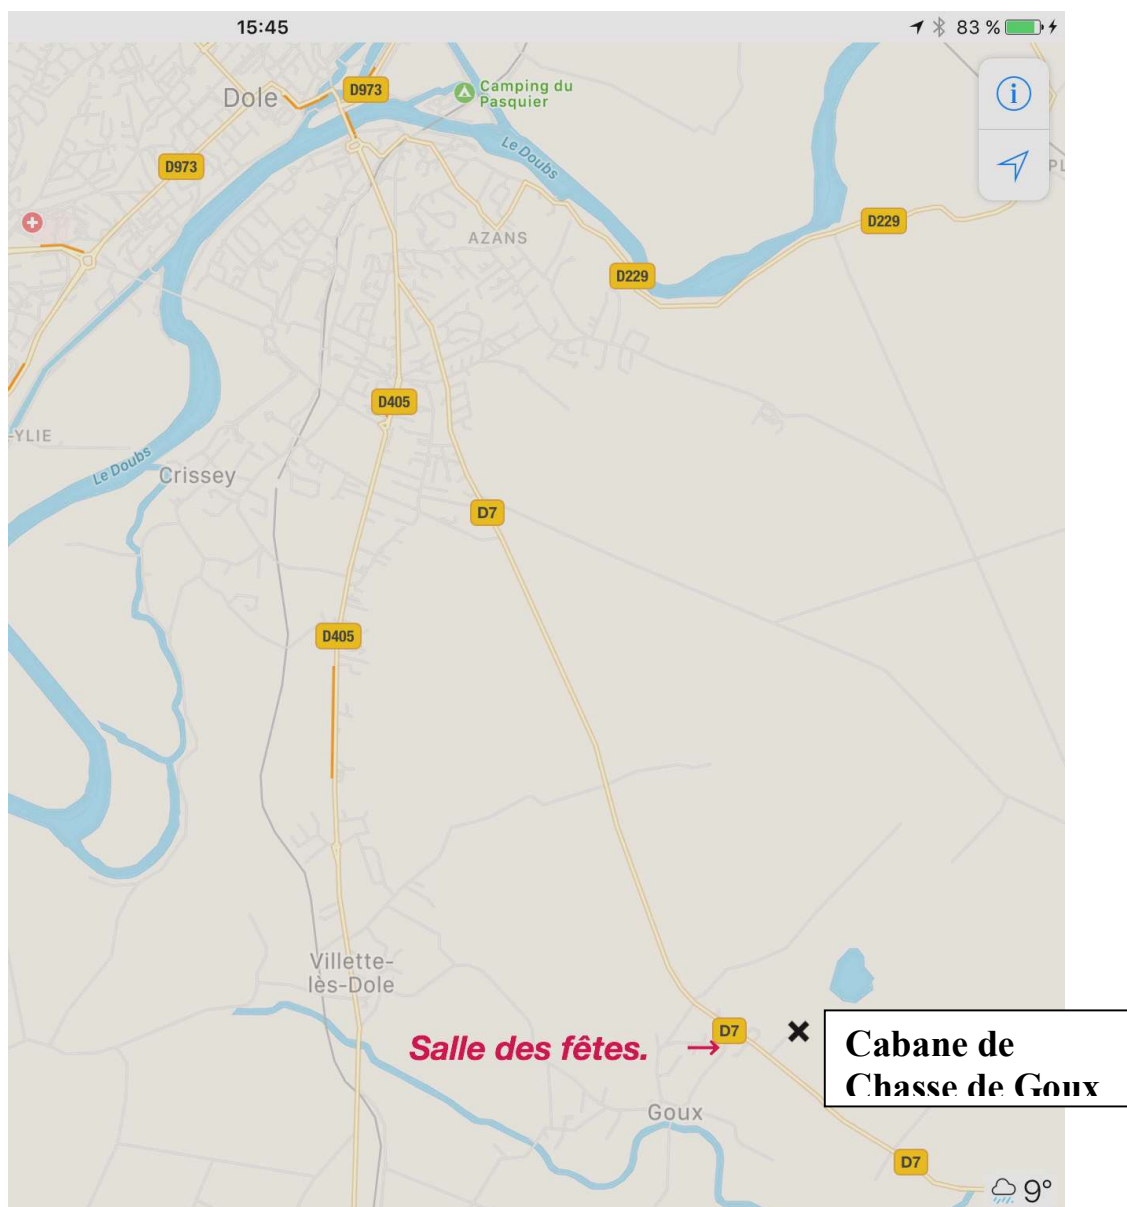 15:45
83 %
Dole
D973
Camping du
Pasquier
D973
Le Doubs
PL
D229
AZANS
D229
D405
-YLIE
Le Doubs
Crissey
D7
D405
Villette-
lès-Dole
Salle des fêtes. →
D7
Cabane de
Chasse de Goux
Goux
D7
9°